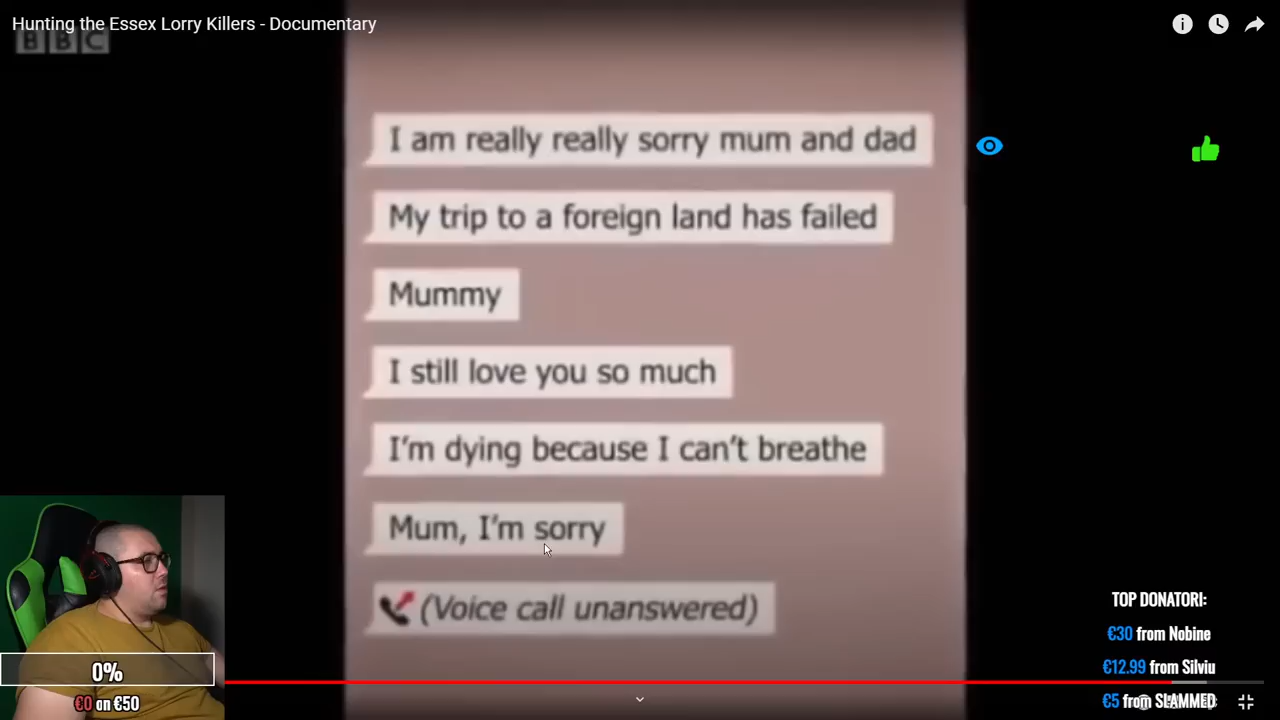 Hunting the Essex Lorry Killers - Documentary
BBC
I am really really sorry mum and dad
My trip to a foreign land has failed
Mummy
I still love you so much
I'm dying because I can't breathe
Mum, I'm sorry
(Voice call unanswered)
TOP DONATORI:
€30 from Nobine
€12.99 from Silviu
€5 from SLAMMED
0%
€0 on €50